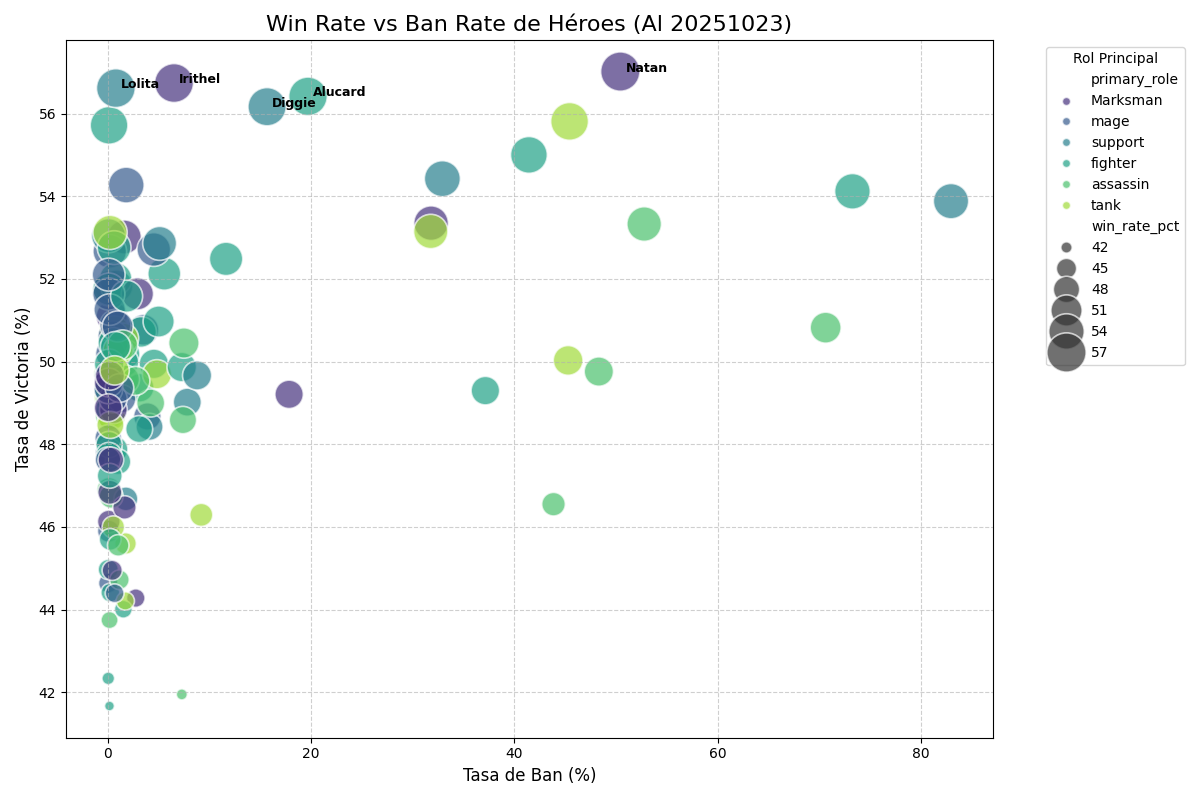 Win Rate vs Ban Rate de Héroes (Al 20251023)
Lolita
Irithel
Diggie
Alucard
Natan
Tasa de Victoria (%)
56
54
52
50
48
46
44
42
0
20
40
60
80
Tasa de Ban (%)
Rol Principal
primary_role
Marksman
mage
support
fighter
assassin
tank
win_rate_pct
42
45
48
51
54
57